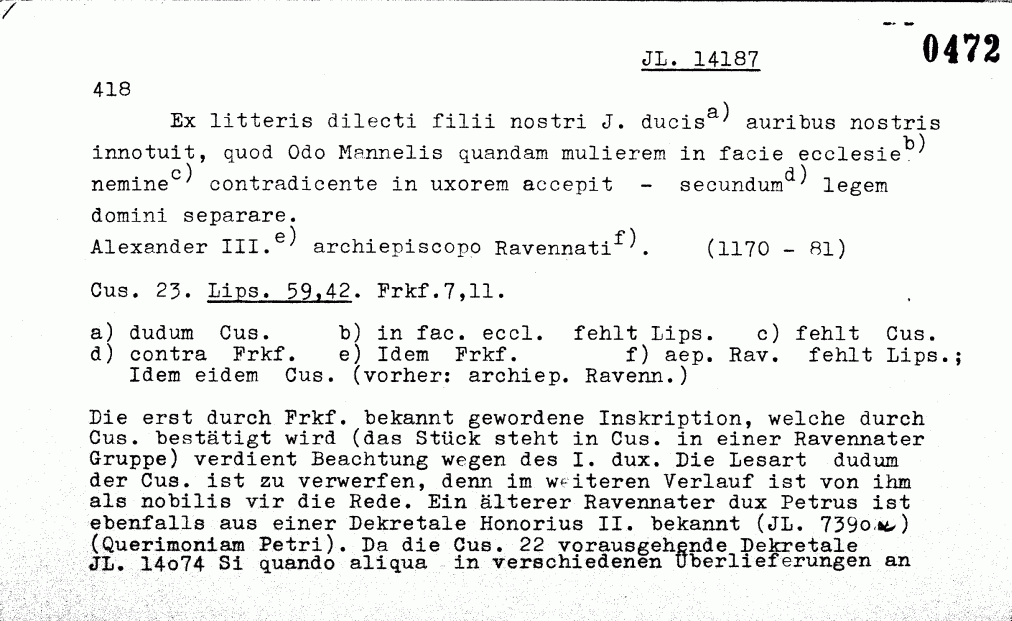 0472
JL. 14187
418
Ex litteris dilecti filii nostri J. ducis a) auribus nostris
innotuit, quod Odo Mannelis quandam mulierem in facie ecclesie b)
nemine c) contradicente in uxorem accepit - secundum d) legem
domini separare.
Alexander III. e) archiepiscopo Ravennati f). (1170 - 81)
Cus. 23. Lips. 59,42. Frkf.7,11.
a) dudum Cus. b) in fac. eccl. fehlt Lips. c) fehlt Cus.
d) contra Frkf. e) Idem Frkf. f) aep. Rav. fehlt Lips.;
Idem eidem Cus. (vorher: archiep. Ravenn.)
Die erst durch Frkf. bekannt gewordene Inskription, welche durch
Cus. bestätigt wird (das Stück steht in Cus. in einer Ravennater
Gruppe) verdient Beachtung wegen des I. dux. Die Lesart dudum
der Cus. ist zu verwerfen, denn im weiteren Verlauf ist von ihm
als nobilis vir die Rede. Ein älterer Ravennater dux Petrus ist
ebenfalls aus einer Dekretale Honorius II. bekannt (JL. 739o )
(Querimoniam Petri). Da die Cus. 22 vorausgehende Dekretale
JL. 14o74 Si quando aliqua in verschiedenen Überlieferungen an